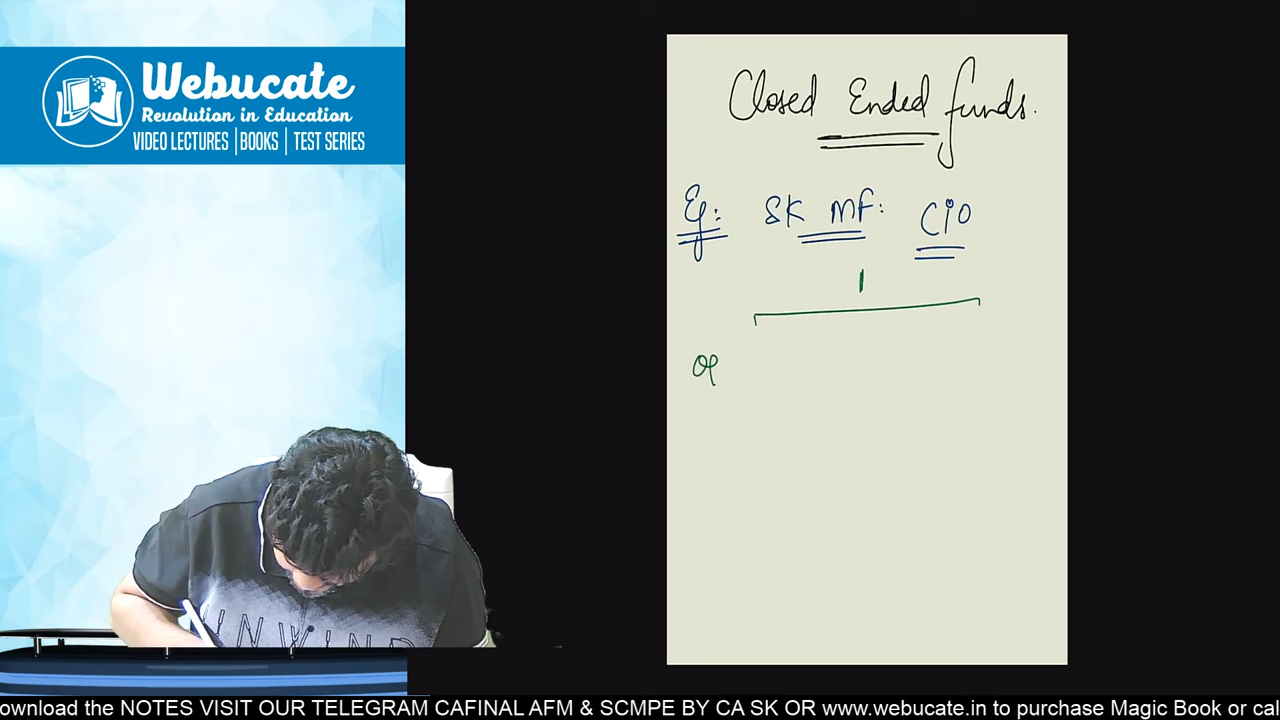 Webucate
Revolution in Education
VIDEO LECTURES | BOOKS | TEST SERIES
Closed Ended funds.
Eg: SK MF: CIO
op
UNWIND
ownload the NOTES VISIT OUR TELEGRAM CAFINAL AFM & SCMPE BY CA SK OR www.webucate.in to purchase Magic Book or cal